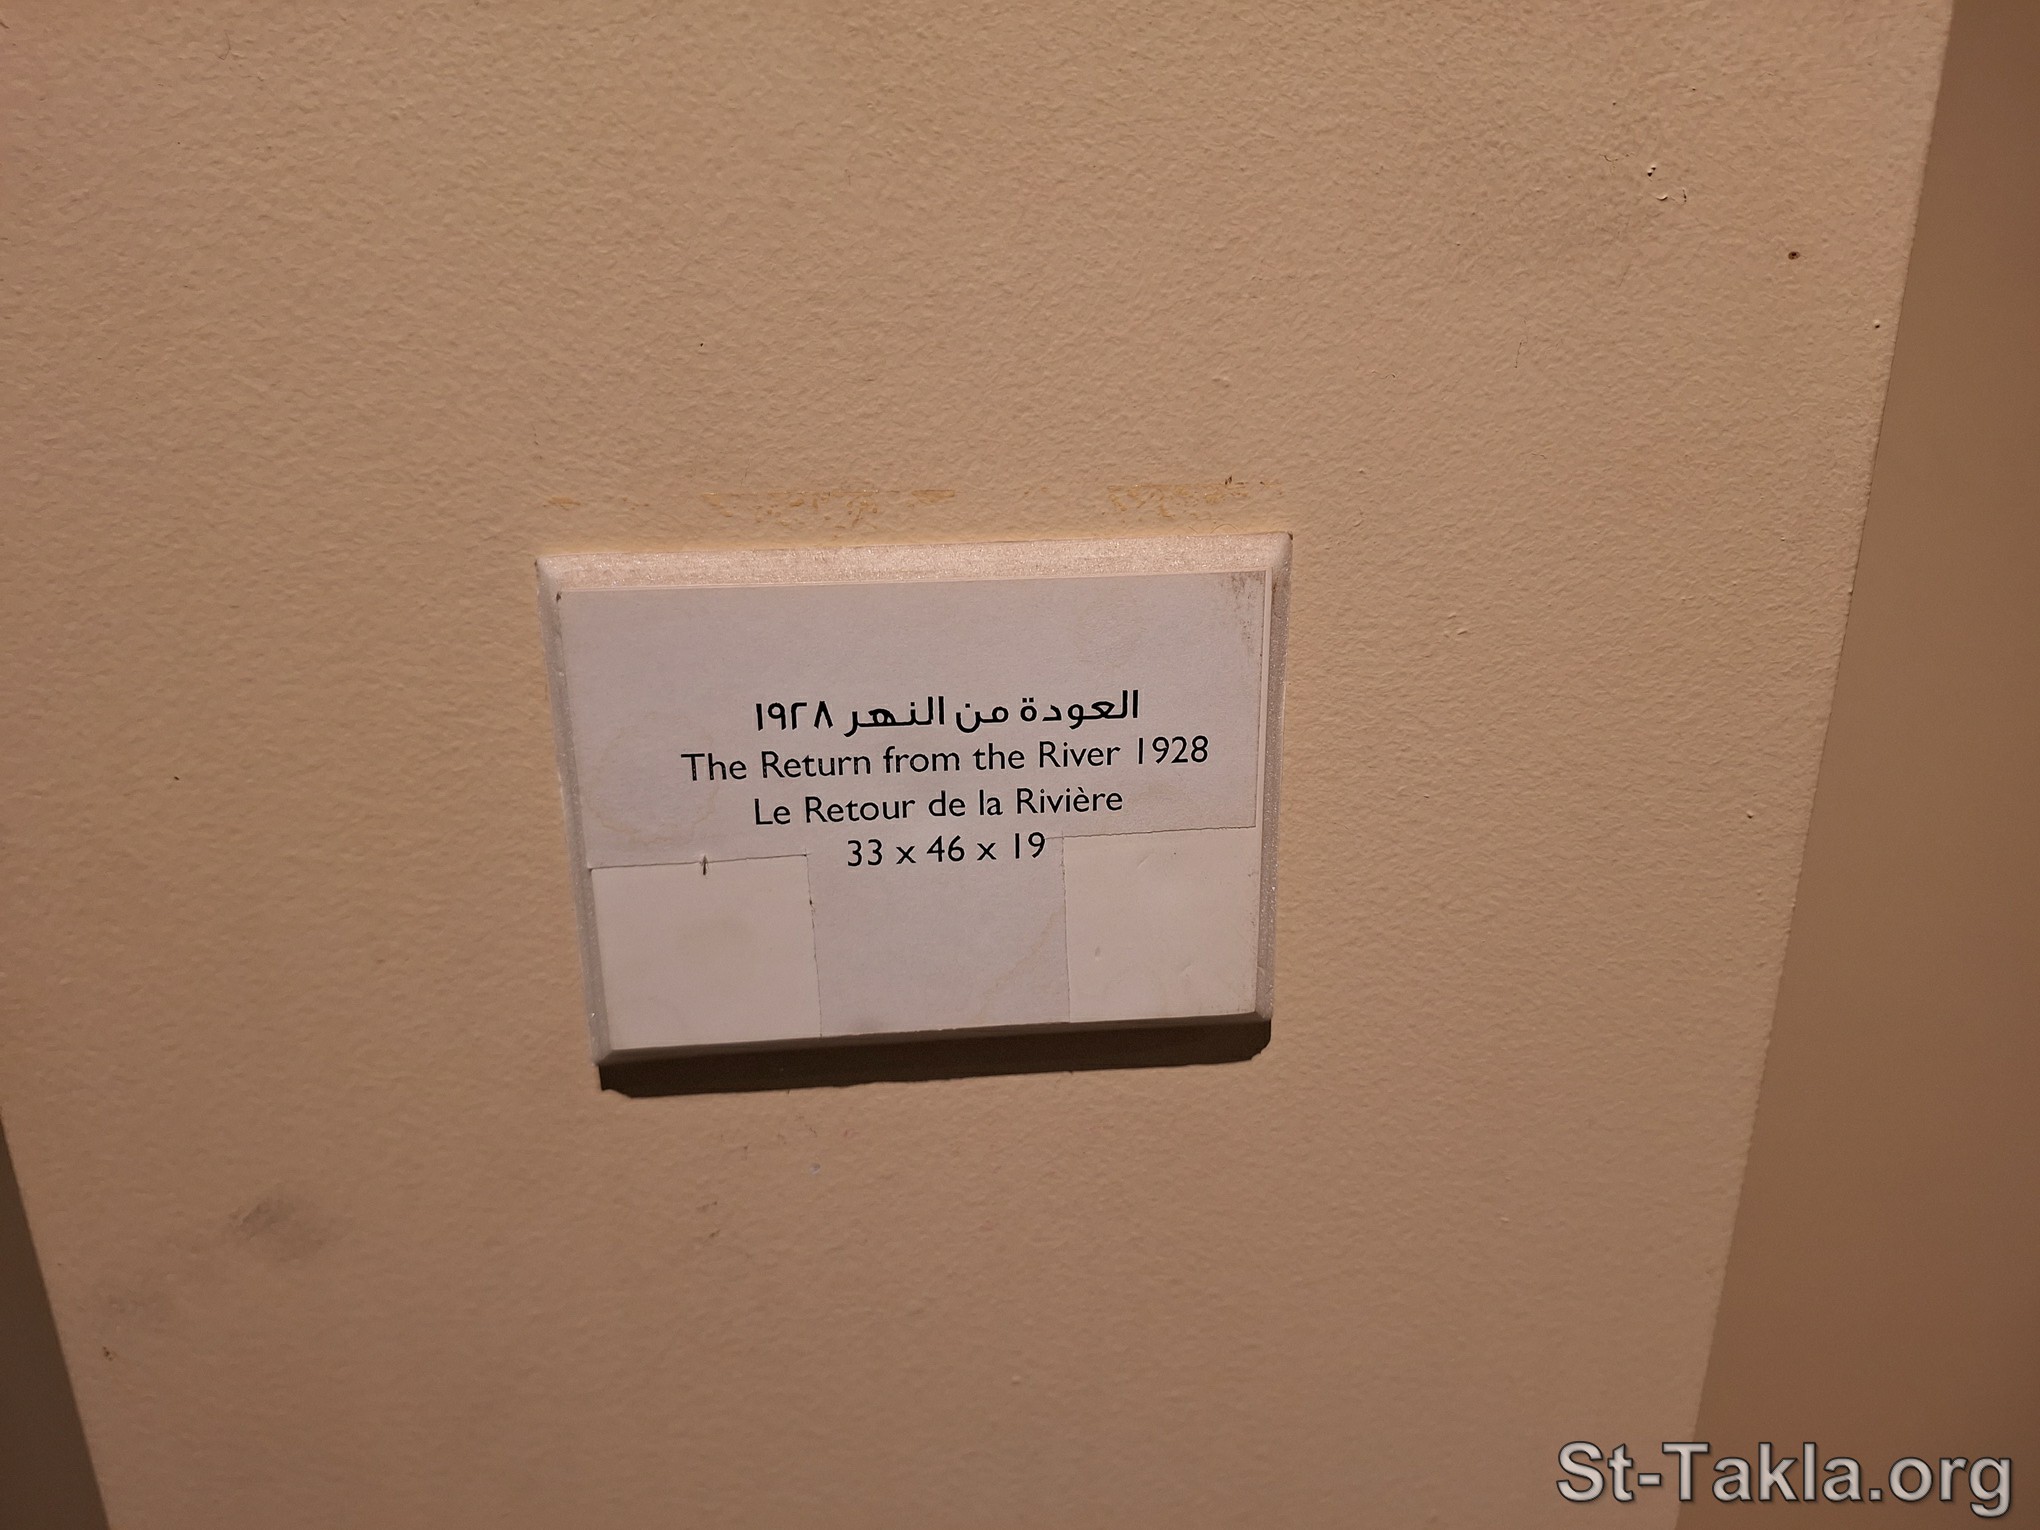 العودة من النهر ١٩٢٨
The Return from the River 1928
Le Retour de la Rivière
33 x 46 x 19
St-Takla.org